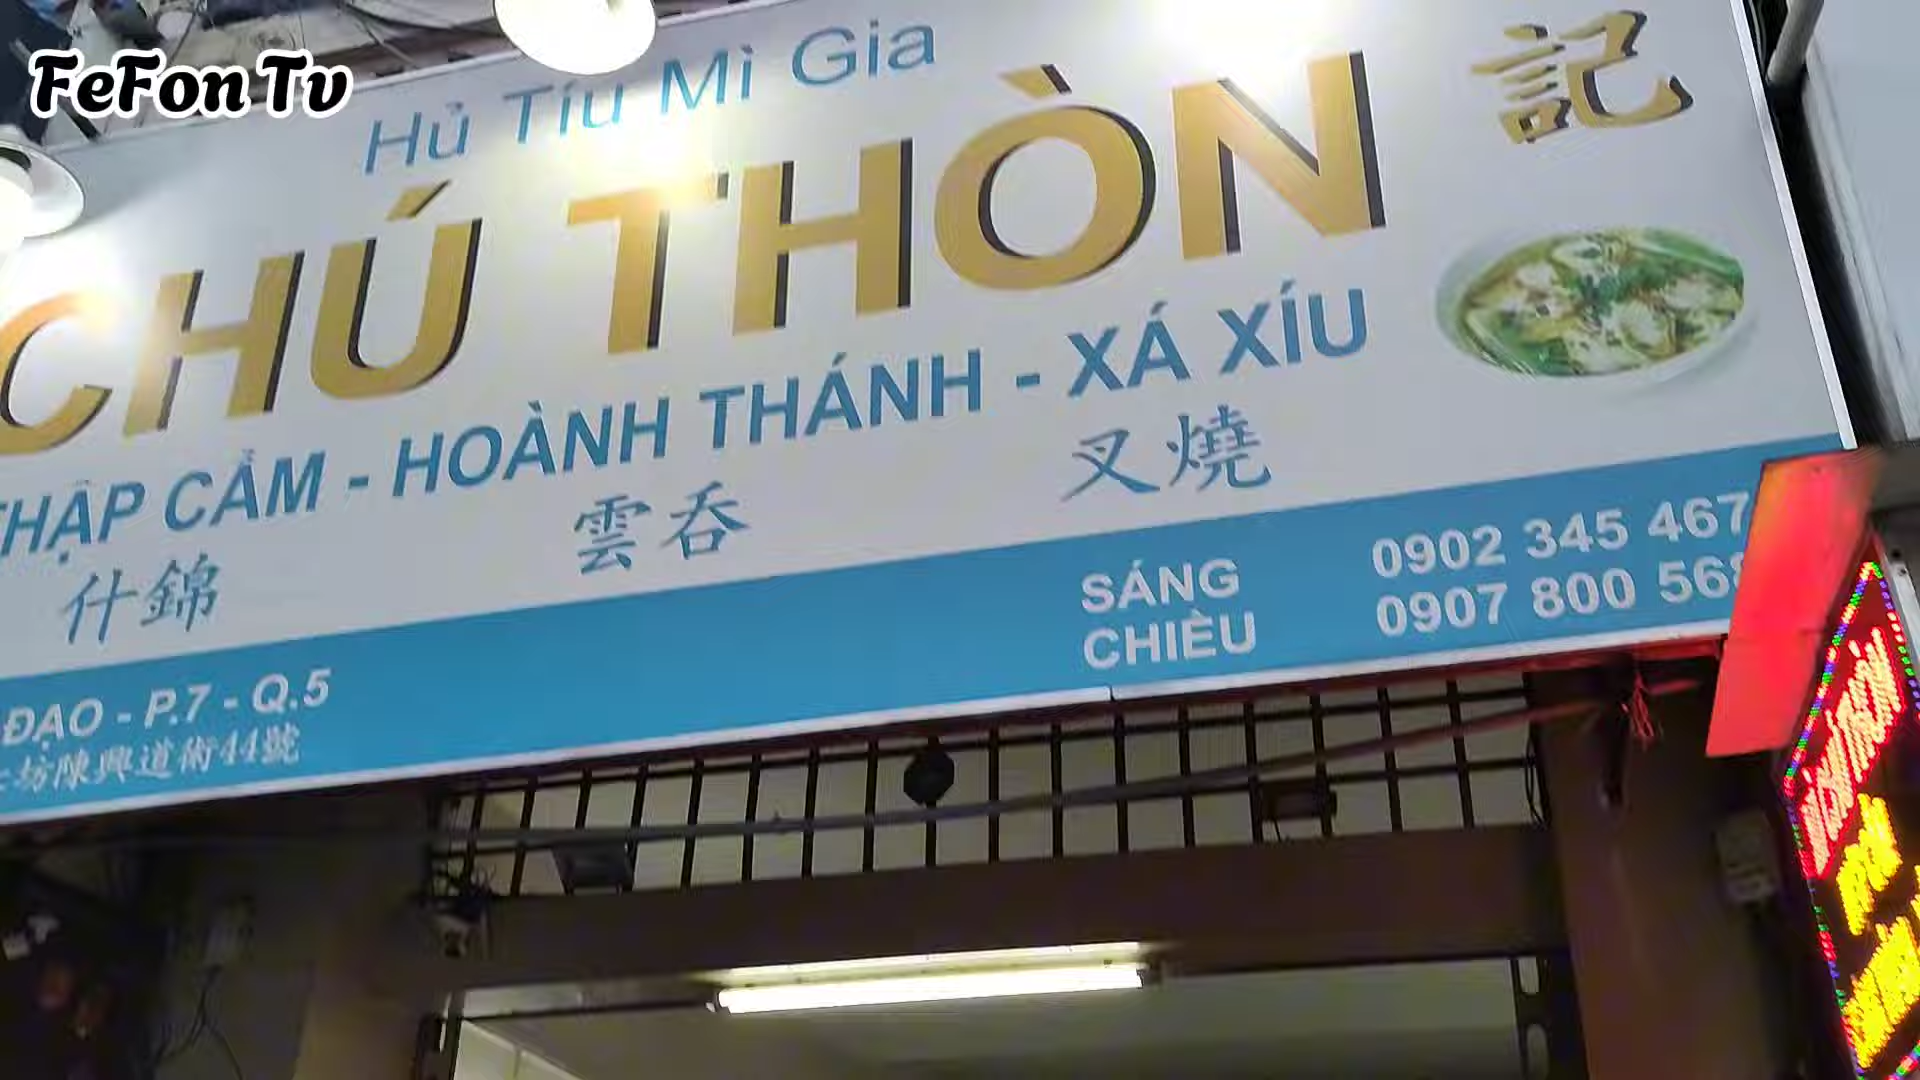 FeFon Tv
Hủ Tíu Mì Gia
CHÚ THÒN 記
THẬP CẨM - HOÀNH THÁNH - XÁ XÍU
什錦 雲呑 叉燒
SÁNG 0902 345 467
CHIỀU 0907 800 568
ĐẠO - P.7 - Q.5
坊陳興道街44號